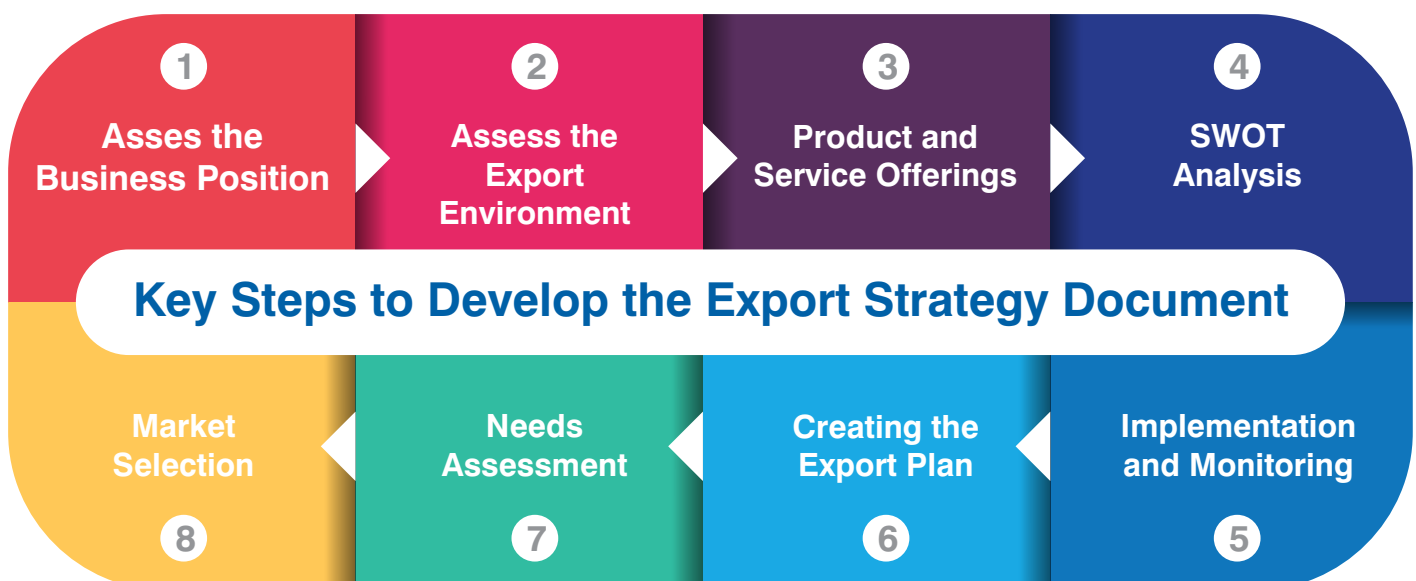 1
Asses the
Business Position
2
Assess the
Export
Environment
3
Product and
Service Offerings
4
SWOT
Analysis
Key Steps to Develop the Export Strategy Document
Market
Selection
8
Needs
Assessment
7
Creating the
Export Plan
6
Implementation
and Monitoring
5